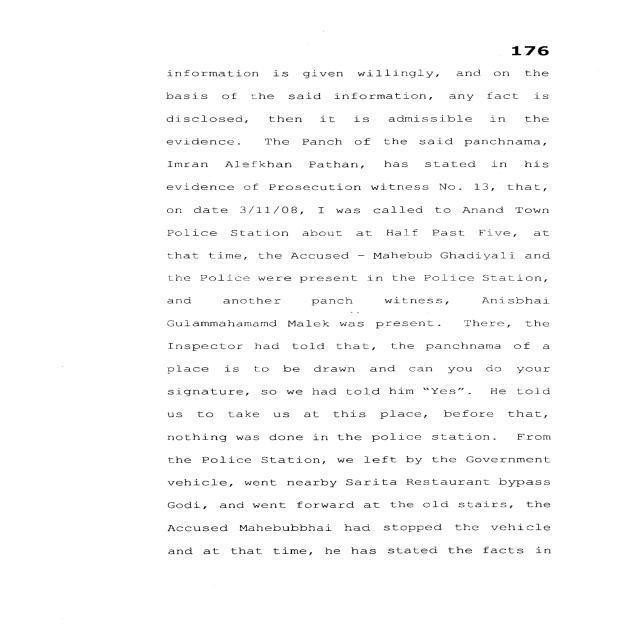 176
information is given willingly, and on the
basis of the said information, any fact is
disclosed, then it is admissible in the
evidence. The Panch of the said panchnama,
Imran Alefkhan Pathan, has stated in his
evidence of Prosecution witness No. 13, that,
on date 3/11/08, I was called to Anand Town
Police Station about at Half Past Five, at
that time, the Accused - Mahebub Ghadiyali and
the Police were present in the Police Station,
and another panch witness, Anisbhai
Gulammahamamd Malek was present. There, the
Inspector had told that, the panchnama of a
place is to be drawn and can you do your
signature, so we had told him "Yes". He told
us to take us at this place, before that,
nothing was done in the police station. From
the Police Station, we left by the Government
vehicle, went nearby Sarita Restaurant bypass
Godi, and went forward at the old stairs, the
Accused Mahebubbhai had stopped the vehicle
and at that time, he has stated the facts in